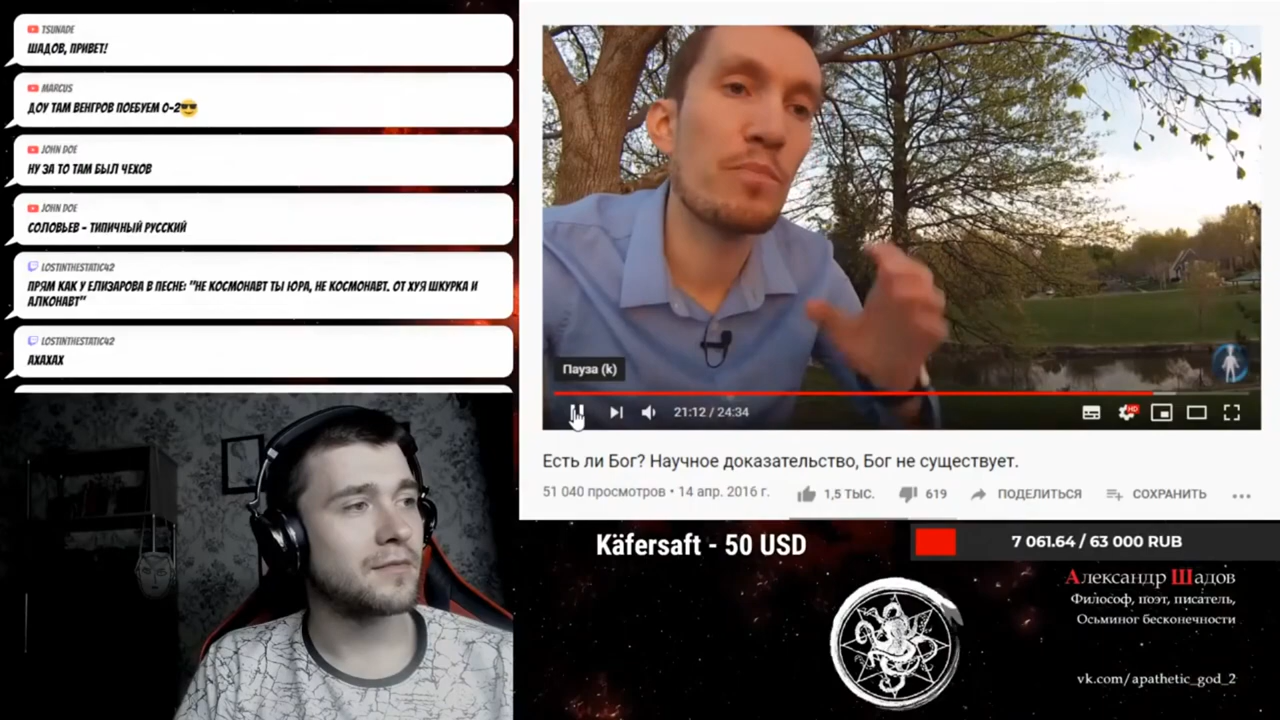 TSUNADE
ШАДОВ, ПРИВЕТ!
MARCUS
ДОУ ТАМ ВЕНГРОВ ПОЕБУЕМ 0-2😎
JOHN DOE
НУ ЗА ТО ТАМ БЫЛ ЧЕХОВ
JOHN DOE
СОЛОВЬЕВ - ТИПИЧНЫЙ РУССКИЙ
LOSTINTHESTATIC42
ПРЯМ КАК У ЕЛИЗАРОВА В ПЕСНЕ: "НЕ КОСМОНАВТ ТЫ ЮРА, НЕ КОСМОНАВТ. ОТ ХУЯ ШКУРКА И
АЛКОНАВТ"
LOSTINTHESTATIC42
АХАХАХ
Пауза (k)
21:12 / 24:34
HD
Есть ли Бог? Научное доказательство, Бог не существует.
51 040 просмотров • 14 апр. 2016 г.
1,5 ТЫС.
619
ПОДЕЛИТЬСЯ
СОХРАНИТЬ
Käfersaft - 50 USD
7 061.64 / 63 000 RUB
Александр Шадов
Философ, поэт, писатель,
Осьминог бесконечности
vk.com/apathetic_god_2